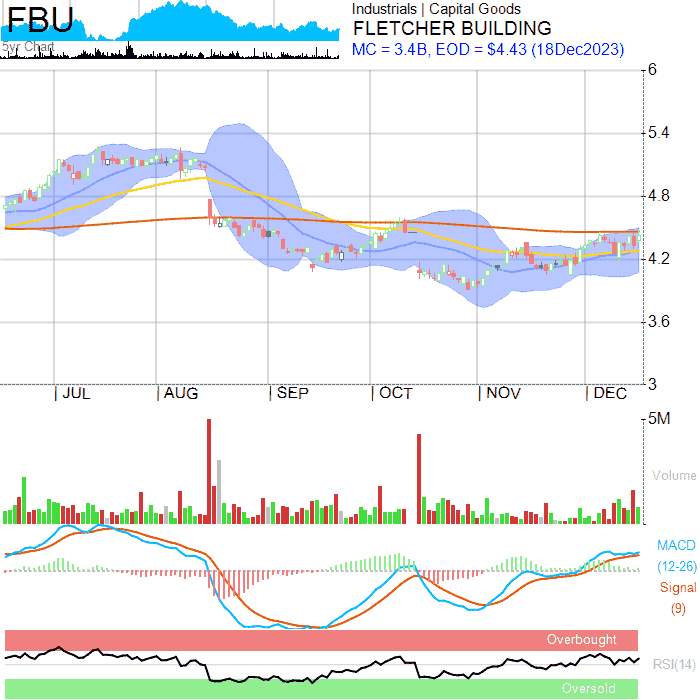 FBU
5yr Chart
Industrials | Capital Goods
FLETCHER BUILDING
MC = 3.4B, EOD = $4.43 (18Dec2023)
6
5.4
4.8
4.2
3.6
3
JUL AUG SEP OCT NOV DEC
5M
Volume
MACD
(12-26)
Signal
(9)
Overbought
RSI(14)
Oversold